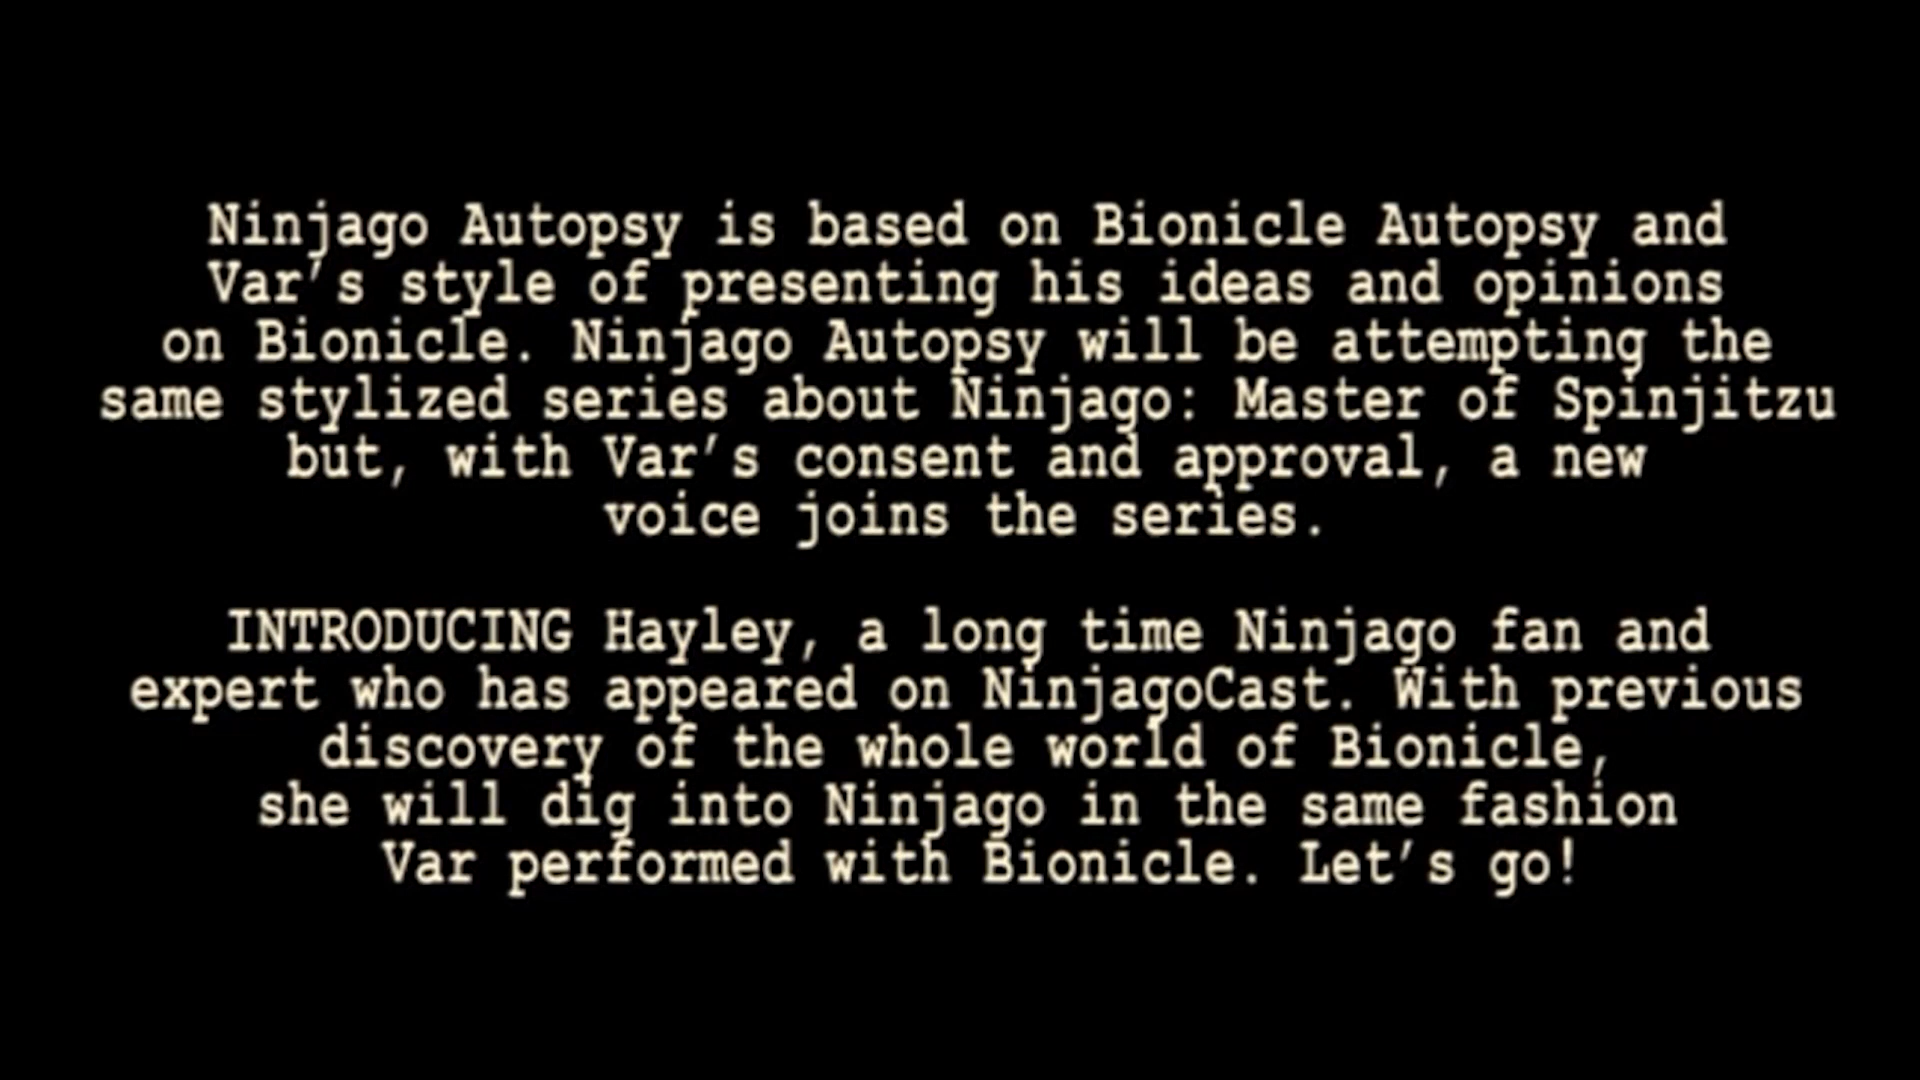 Ninjago Autopsy is based on Bionicle Autopsy and
Var's style of presenting his ideas and opinions
on Bionicle. Ninjago Autopsy will be attempting the
same stylized series about Ninjago: Master of Spinjitzu
but, with Var's consent and approval, a new
voice joins the series.
INTRODUCING Hayley, a long time Ninjago fan and
expert who has appeared on NinjagoCast. With previous
discovery of the whole world of Bionicle,
she will dig into Ninjago in the same fashion
Var performed with Bionicle. Let's go!